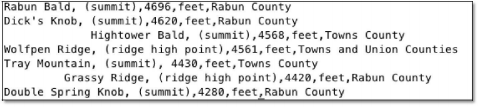 Rabun Bald, (summit),4696,feet,Rabun County
Dick's Knob, (summit),4620,feet,Rabun County
Hightower Bald, (summit),4568,feet,Towns County
Wolfpen Ridge, (ridge high point),4561,feet,Towns and Union Counties
Tray Mountain, (summit), 4430,feet,Towns County
Grassy Ridge, (ridge high point),4420,feet,Rabun County
Double Spring Knob, (summit),4280,feet,Rabun County